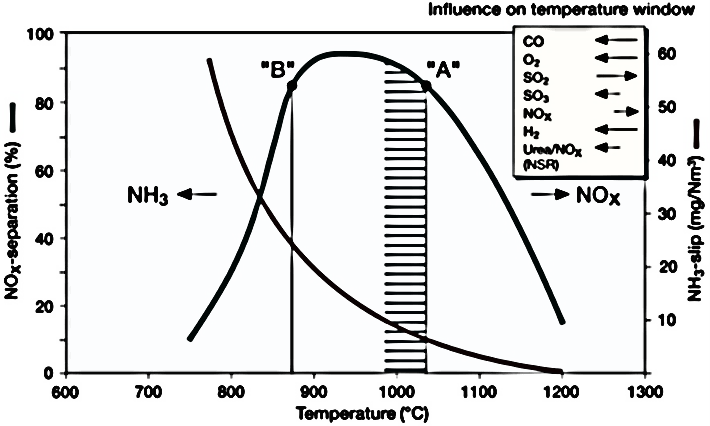 Influence on temperature window
CO
O2
SO2
SO3
NOX
H2
Urea/NOX
(NSR)
100
80
60
40
20
0
NOX-separation (%)
"B"
"A"
NH3
NOX
60
50
40
30
20
10
NH3-slip (mg/Nm³)
600 700 800 900 1000 1100 1200 1300
Temperature (°C)